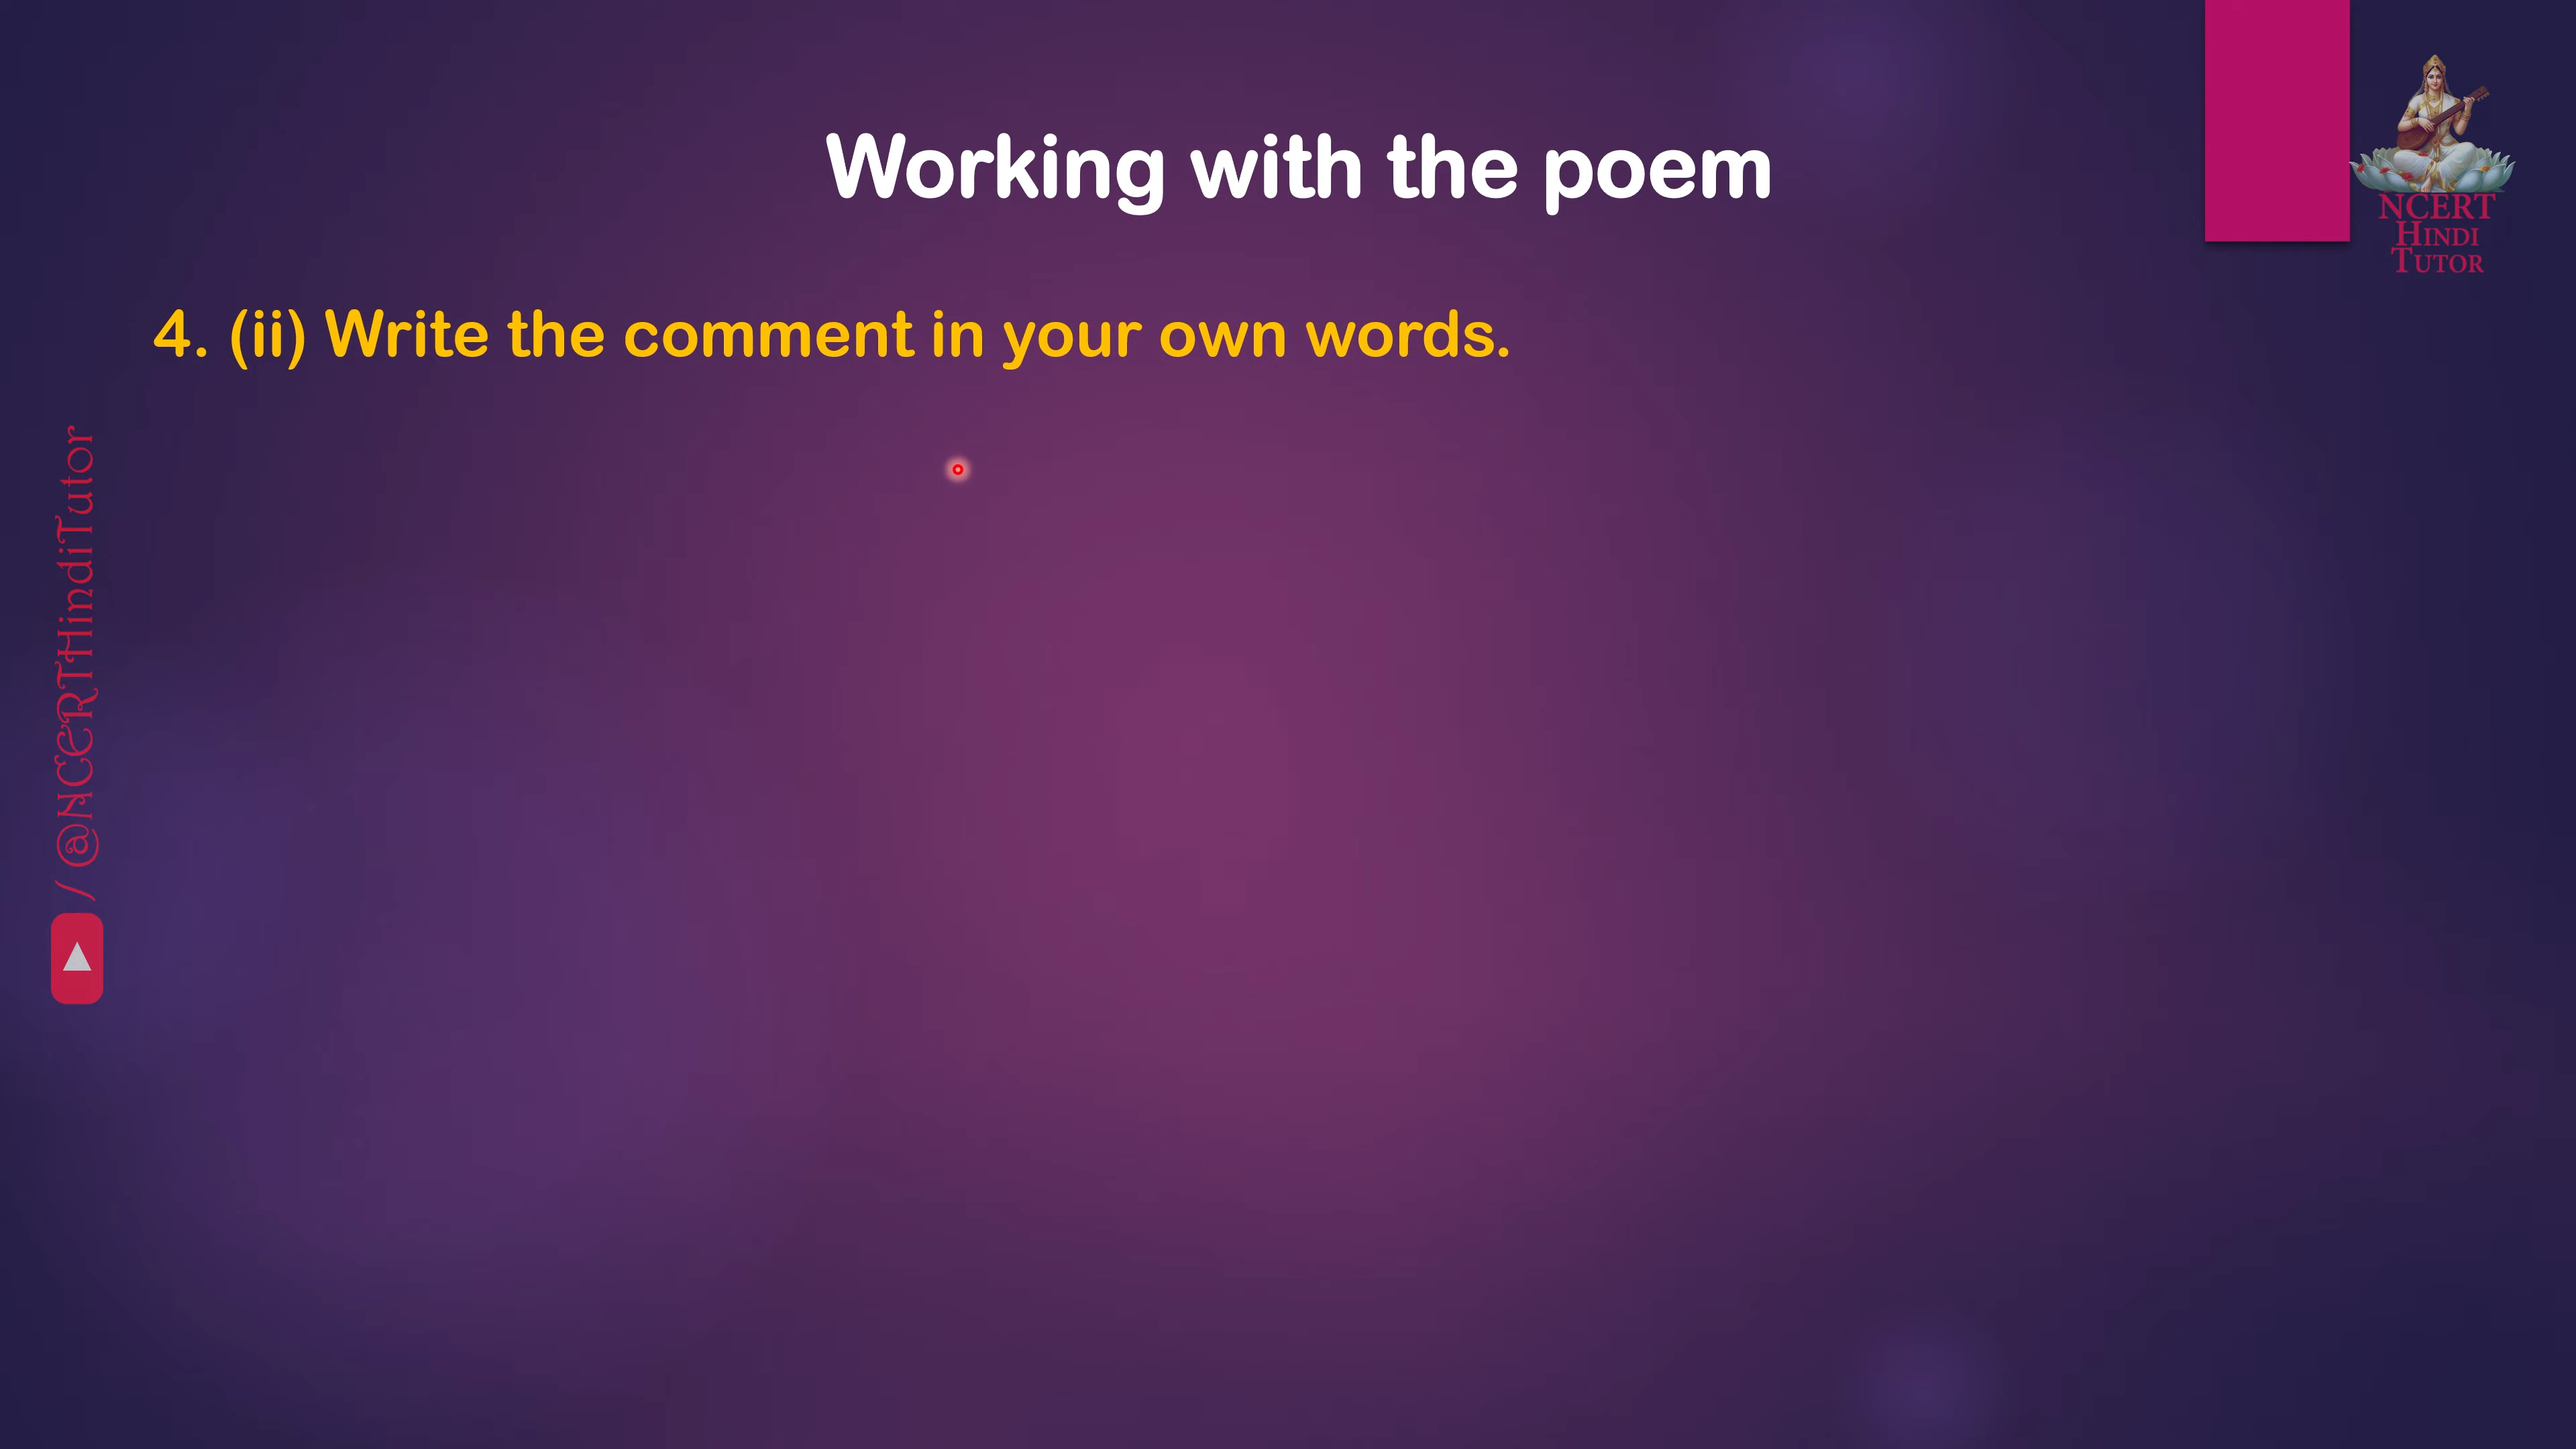 Working with the poem
NCERT
HINDI
TUTOR
4. (ii) Write the comment in your own words.
/ @NCERTHindiTutor